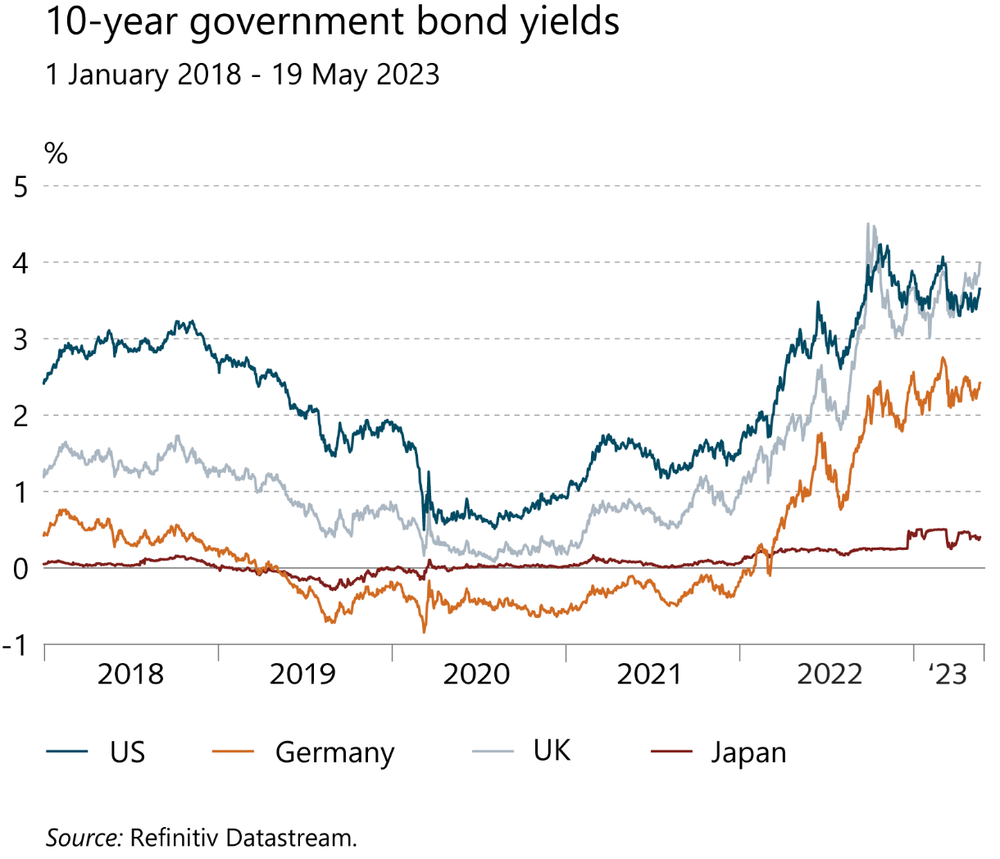 10-year government bond yields
1 January 2018 - 19 May 2023
%
5
4
3
2
1
0
-1
2018 2019 2020 2021 2022 ‘23
US Germany UK Japan
Source: Refinitiv Datastream.